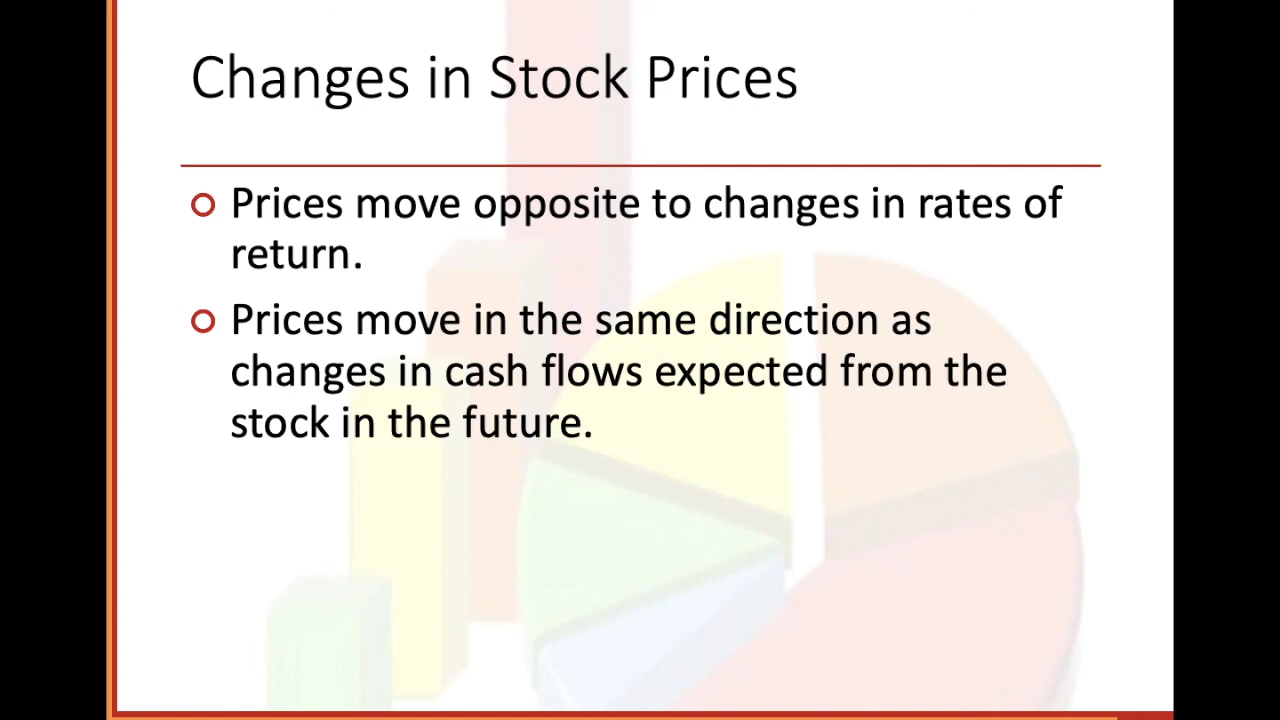 Changes in Stock Prices
Prices move opposite to changes in rates of
return.
Prices move in the same direction as
changes in cash flows expected from the
stock in the future.